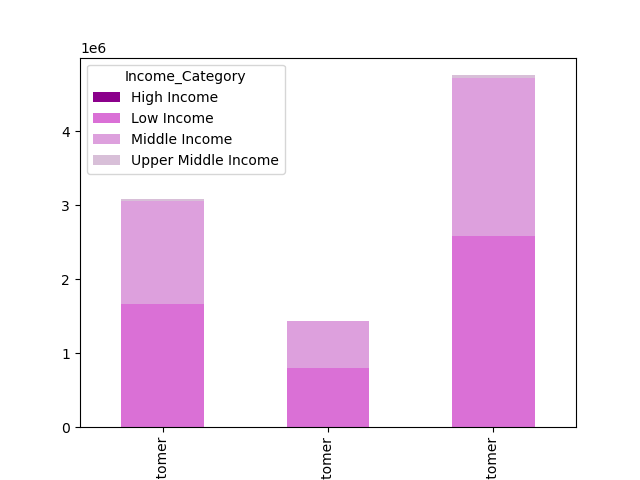 1e6
Income_Category
High Income
Low Income
Middle Income
Upper Middle Income
4
3
2
1
0
tomer
tomer
tomer